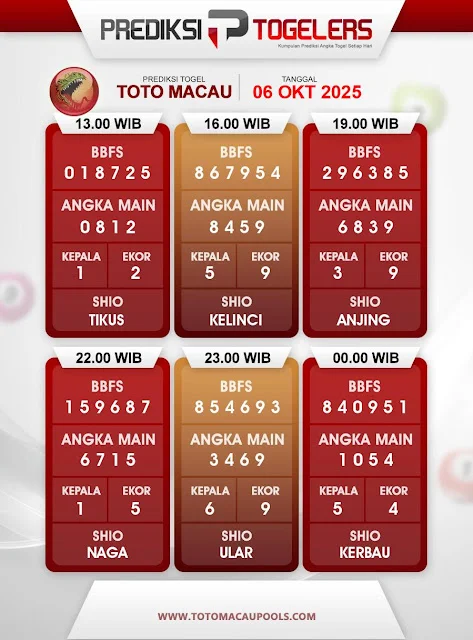 PREDIKSI TOGELERS
Kumpulan Prediksi Angka Togel Setiap Hari
PREDIKSI TOGEL
TOTO MACAU
TANGGAL
06 OKT 2025
13.00 WIB
BBFS
018725
ANGKA MAIN
0812
KEPALA EKOR
1 2
SHIO
TIKUS
16.00 WIB
BBFS
867954
ANGKA MAIN
8459
KEPALA EKOR
5 9
SHIO
KELINCI
19.00 WIB
BBFS
296385
ANGKA MAIN
6839
KEPALA EKOR
3 9
SHIO
ANJING
22.00 WIB
BBFS
159687
ANGKA MAIN
6715
KEPALA EKOR
1 5
SHIO
NAGA
23.00 WIB
BBFS
854693
ANGKA MAIN
3469
KEPALA EKOR
6 9
SHIO
ULAR
00.00 WIB
BBFS
840951
ANGKA MAIN
1054
KEPALA EKOR
5 4
SHIO
KERBAU
WWW.TOTOMACAUPOOLS.COM